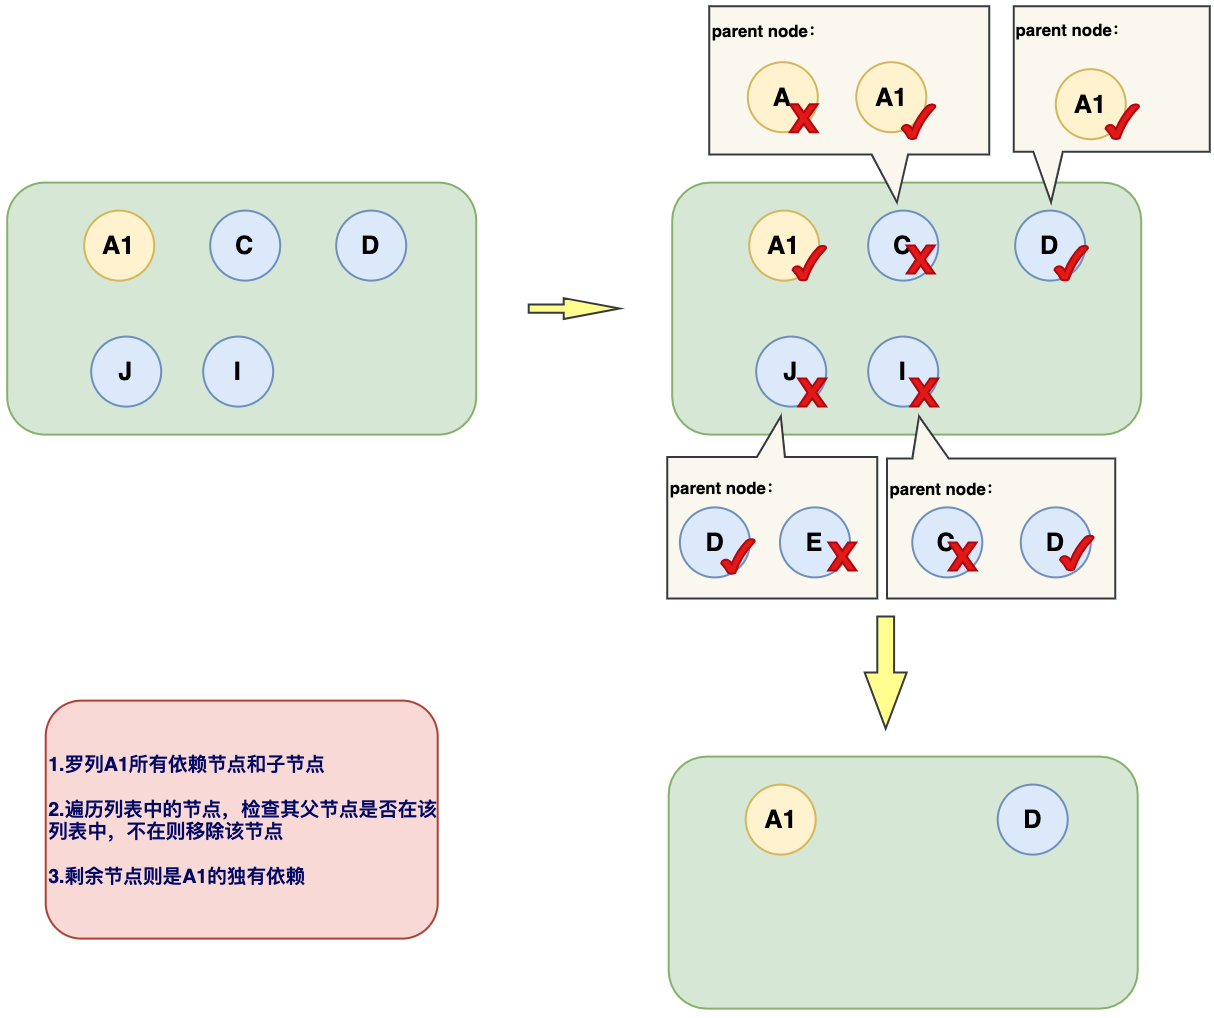 parent node:
A
A1
parent node:
A1
A1
C
D
J
I
A1
C
D
J
I
parent node:
D
E
parent node:
C
D
1.罗列A1所有依赖节点和子节点
2.遍历列表中的节点，检查其父节点是否在该
列表中，不在则移除该节点
3.剩余节点则是A1的独有依赖
A1
D